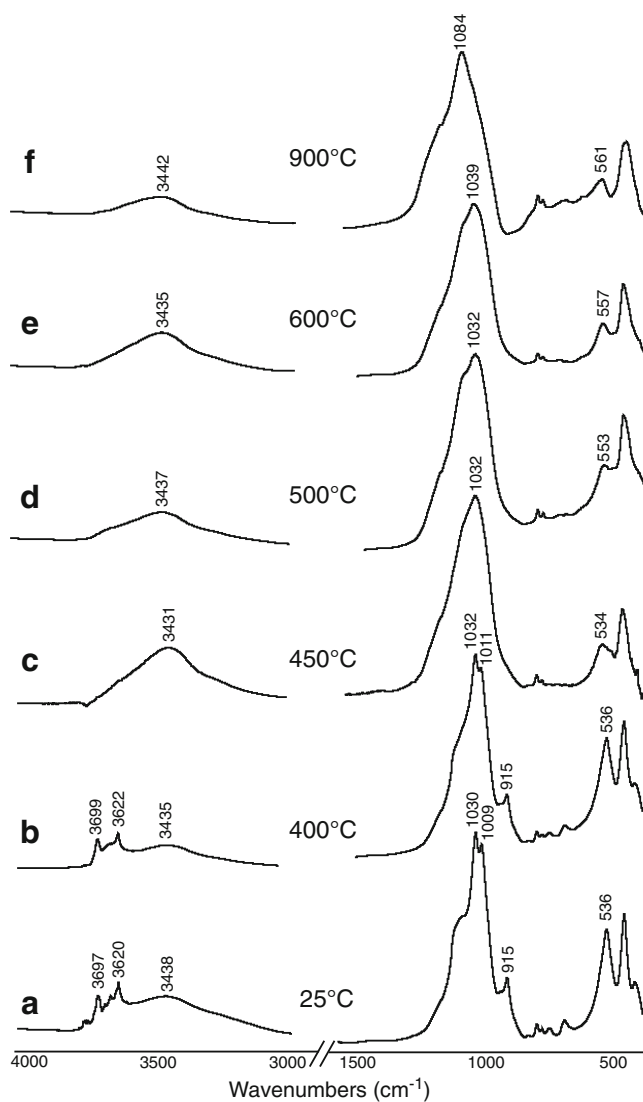 1084
f
3442
900°C
561
1039
e
3435
600°C
557
1032
d
3437
500°C
553
1032
c
3431
450°C
534
1032
1011
b
3699
3622
3435
400°C
915
536
1030
1009
a
3697
3620
3438
25°C
915
536
4000 3500 3000 // 1500 1000 500
Wavenumbers (cm⁻¹)